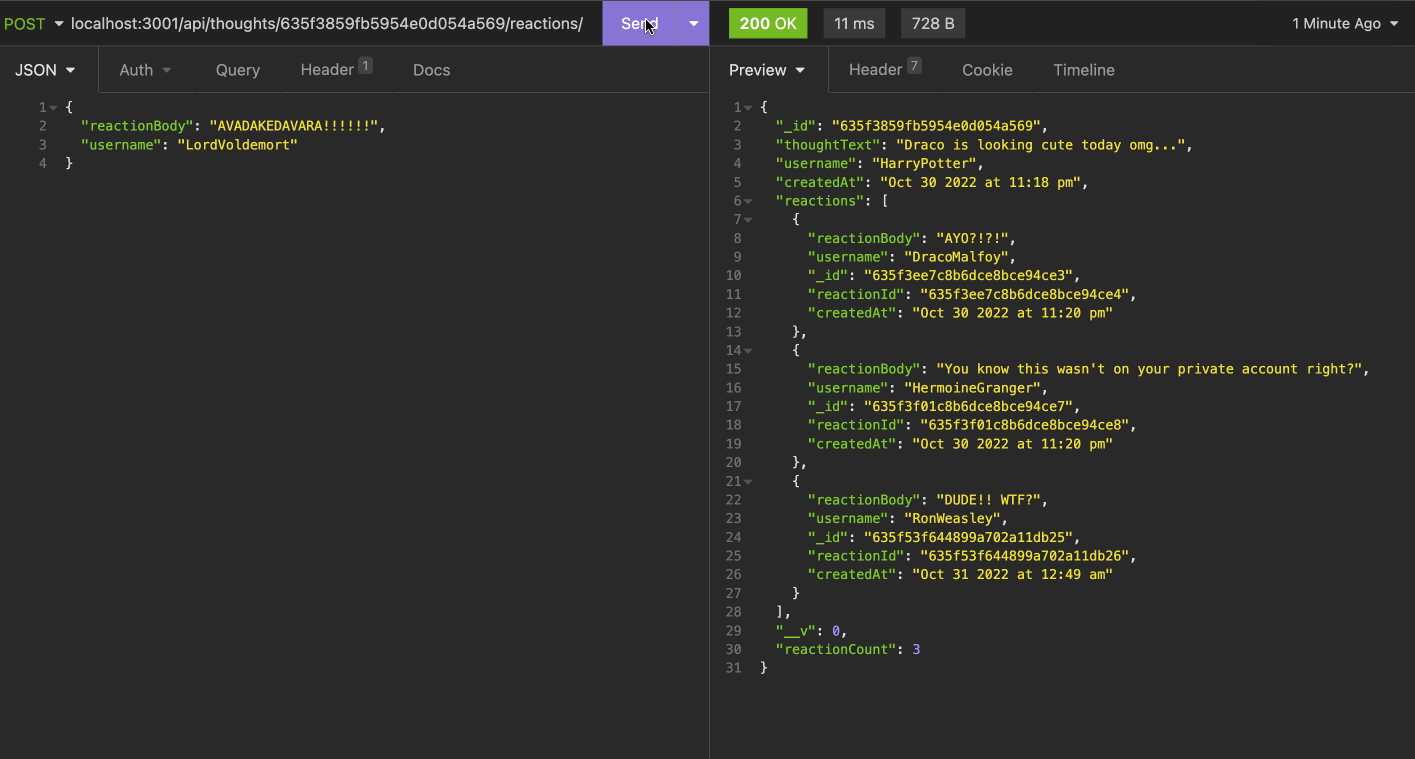 POST localhost:3001/api/thoughts/635f3859fb5954e0d054a569/reactions/ Send 200 OK 11 ms 728 B 1 Minute Ago
JSON Auth Query Header 1 Docs Preview Header 7 Cookie Timeline
1 {
2 "reactionBody": "AVADAKEDAVARA!!!!!!",
3 "username": "LordVoldemort"
4 }
1 {
2 "_id": "635f3859fb5954e0d054a569",
3 "thoughtText": "Draco is looking cute today omg...",
4 "username": "HarryPotter",
5 "createdAt": "Oct 30 2022 at 11:18 pm",
6 "reactions": [
7 {
8 "reactionBody": "AYO?!?!",
9 "username": "DracoMalfoy",
10 "_id": "635f3ee7c8b6dce8bce94ce3",
11 "reactionId": "635f3ee7c8b6dce8bce94ce4",
12 "createdAt": "Oct 30 2022 at 11:20 pm"
13 },
14 {
15 "reactionBody": "You know this wasn't on your private account right?",
16 "username": "HermoineGranger",
17 "_id": "635f3f01c8b6dce8bce94ce7",
18 "reactionId": "635f3f01c8b6dce8bce94ce8",
19 "createdAt": "Oct 30 2022 at 11:20 pm"
20 },
21 {
22 "reactionBody": "DUDE!! WTF?",
23 "username": "RonWeasley",
24 "_id": "635f53f644899a702a11db25",
25 "reactionId": "635f53f644899a702a11db26",
26 "createdAt": "Oct 31 2022 at 12:49 am"
27 }
28 ],
29 "__v": 0,
30 "reactionCount": 3
31 }